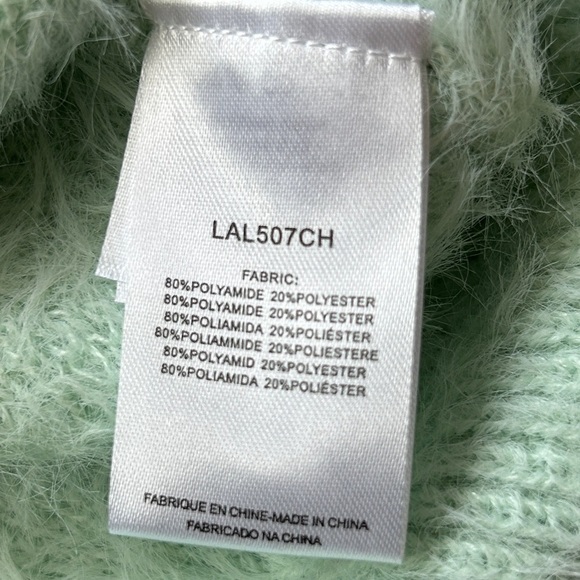 LAL507CH
FABRIC:
80%POLYAMIDE 20%POLYESTER
80%POLYAMIDE 20%POLYESTER
80%POLIAMIDA 20%POLIÉSTER
80%POLIAMMIDE 20%POLIESTERE
80%POLYAMID 20%POLYESTER
80%POLIAMIDA 20%POLIÉSTER
FABRIQUE EN CHINE-MADE IN CHINA
FABRICADO NA CHINA